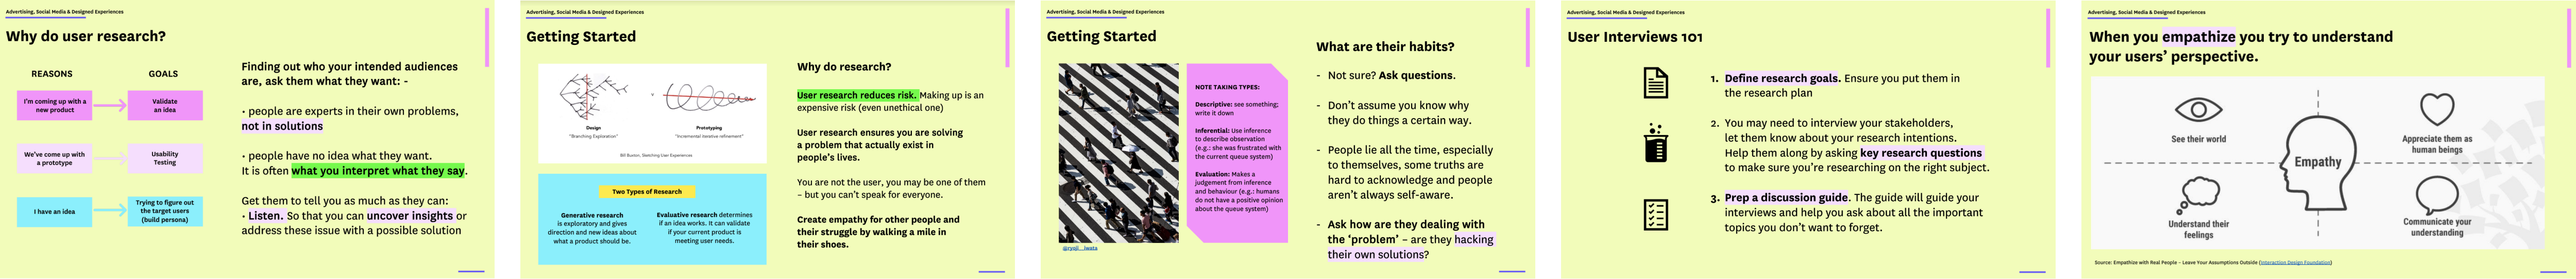 Advertising, Social Media & Designed Experiences
Why do user research?
REASONS
GOALS
I'm coming up with a
new product
Validate
an idea
We've come up with
a prototype
Usability
Testing
I have an idea
Trying to figure out
the target users
(build persona)
Finding out who your intended audiences
are, ask them what they want: -
• people are experts in their own problems,
not in solutions
• people have no idea what they want.
It is often what you interpret what they say.
Get them to tell you as much as they can:
• Listen. So that you can uncover insights or
address these issue with a possible solution
Advertising, Social Media & Designed Experiences
Getting Started
v
Design
"Branching Exploration"
Prototyping
"Incremental iterative refinement"
Bill Buxton, Sketching User Experiences
Two Types of Research
Generative research
is exploratory and gives
direction and new ideas about
what a product should be.
Evaluative research determines
if an idea works. It can validate
if your current product is
meeting user needs.
Why do research?
User research reduces risk. Making up is an
expensive risk (even unethical one)
User research ensures you are solving
a problem that actually exist in
people's lives.
You are not the user, you may be one of them
– but you can't speak for everyone.
Create empathy for other people and
their struggle by walking a mile in
their shoes.
Advertising, Social Media & Designed Experiences
Getting Started
@ryoji__iwata
NOTE TAKING TYPES:
Descriptive: see something;
write it down
Inferential: Use inference
to describe observation
(e.g.: she was frustrated with
the current queue system)
Evaluation: Makes a
judgement from inference
and behaviour (e.g.: humans
do not have a positive opinion
about the queue system)
What are their habits?
- Not sure? Ask questions.
- Don't assume you know why
they do things a certain way.
- People lie all the time, especially
to themselves, some truths are
hard to acknowledge and people
aren't always self-aware.
- Ask how are they dealing with
the 'problem' – are they hacking
their own solutions?
Advertising, Social Media & Designed Experiences
User Interviews 101
1. Define research goals. Ensure you put them in
the research plan
2. You may need to interview your stakeholders,
let them know about your research intentions.
Help them along by asking key research questions
to make sure you're researching on the right subject.
3. Prep a discussion guide. The guide will guide your
interviews and help you ask about all the important
topics you don't want to forget.
Advertising, Social Media & Designed Experiences
When you empathize you try to understand
your users' perspective.
See their world
Appreciate them as
human beings
Empathy
Understand their
feelings
Communicate your
understanding
Source: Empathize with Real People – Leave Your Assumptions Outside (Interaction Design Foundation)